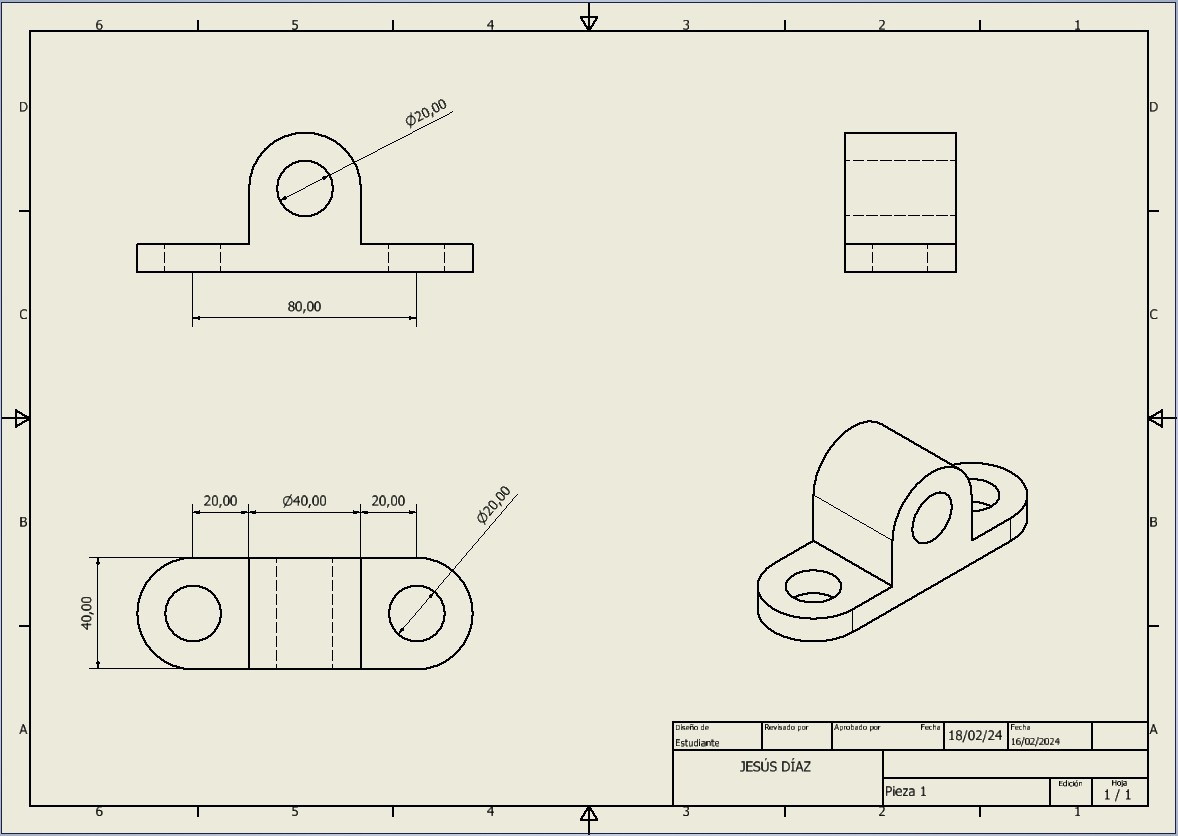 6 5 4 3 2 1
D D
Ø20,00
80,00
C C
20,00 Ø40,00 20,00 Ø20,00
B B
40,00
A A
Diseño de Revisado por Aprobado por Fecha 18/02/24 Fecha
Estudiante 16/02/2024
JESÚS DÍAZ
Pieza 1 Edición Hoja
1 / 1
6 5 4 3 2 1